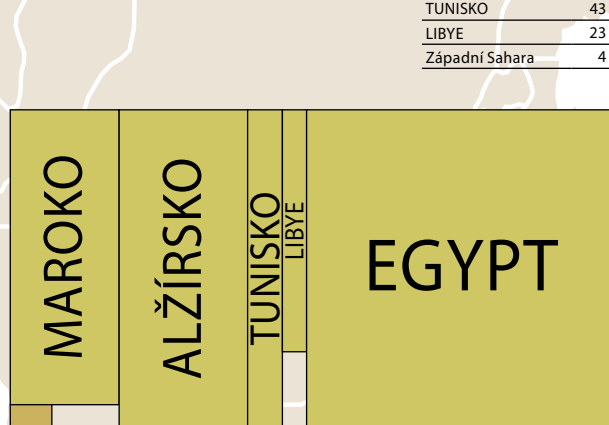 TUNISKO 43
LIBYE 23
Západní Sahara 4
MAROKO
ALŽÍRSKO
TUNISKO
LIBYE
EGYPT